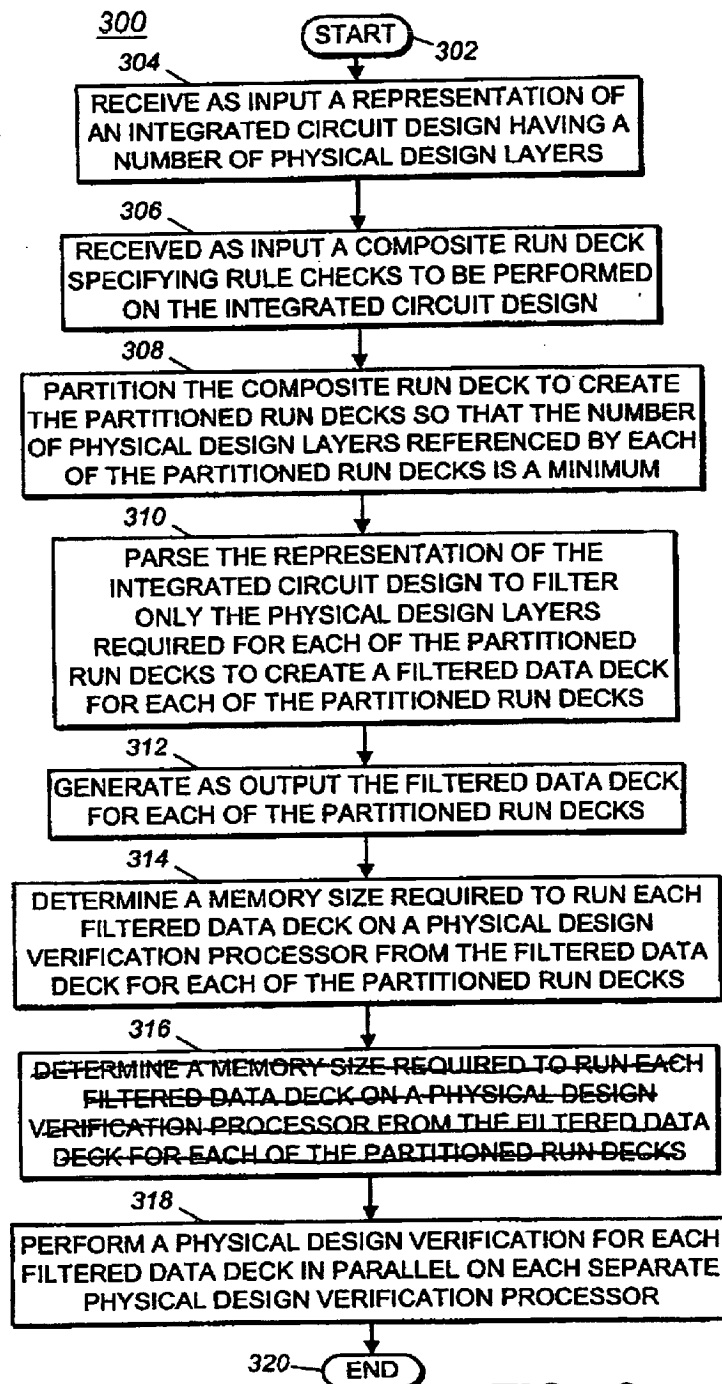 300
START
302
304
RECEIVE AS INPUT A REPRESENTATION OF
AN INTEGRATED CIRCUIT DESIGN HAVING A
NUMBER OF PHYSICAL DESIGN LAYERS
306
RECEIVED AS INPUT A COMPOSITE RUN DECK
SPECIFYING RULE CHECKS TO BE PERFORMED
ON THE INTEGRATED CIRCUIT DESIGN
308
PARTITION THE COMPOSITE RUN DECK TO CREATE
THE PARTITIONED RUN DECKS SO THAT THE NUMBER
OF PHYSICAL DESIGN LAYERS REFERENCED BY EACH
OF THE PARTITIONED RUN DECKS IS A MINIMUM
310
PARSE THE REPRESENTATION OF THE
INTEGRATED CIRCUIT DESIGN TO FILTER
ONLY THE PHYSICAL DESIGN LAYERS
REQUIRED FOR EACH OF THE PARTITIONED
RUN DECKS TO CREATE A FILTERED DATA DECK
FOR EACH OF THE PARTITIONED RUN DECKS
312
GENERATE AS OUTPUT THE FILTERED DATA DECK
FOR EACH OF THE PARTITIONED RUN DECKS
314
DETERMINE A MEMORY SIZE REQUIRED TO RUN EACH
FILTERED DATA DECK ON A PHYSICAL DESIGN
VERIFICATION PROCESSOR FROM THE FILTERED DATA
DECK FOR EACH OF THE PARTITIONED RUN DECKS
316
DETERMINE A MEMORY SIZE REQUIRED TO RUN EACH
FILTERED DATA DECK ON A PHYSICAL DESIGN
VERIFICATION PROCESSOR FROM THE FILTERED DATA
DECK FOR EACH OF THE PARTITIONED RUN DECKS
318
PERFORM A PHYSICAL DESIGN VERIFICATION FOR EACH
FILTERED DATA DECK IN PARALLEL ON EACH SEPARATE
PHYSICAL DESIGN VERIFICATION PROCESSOR
320
END